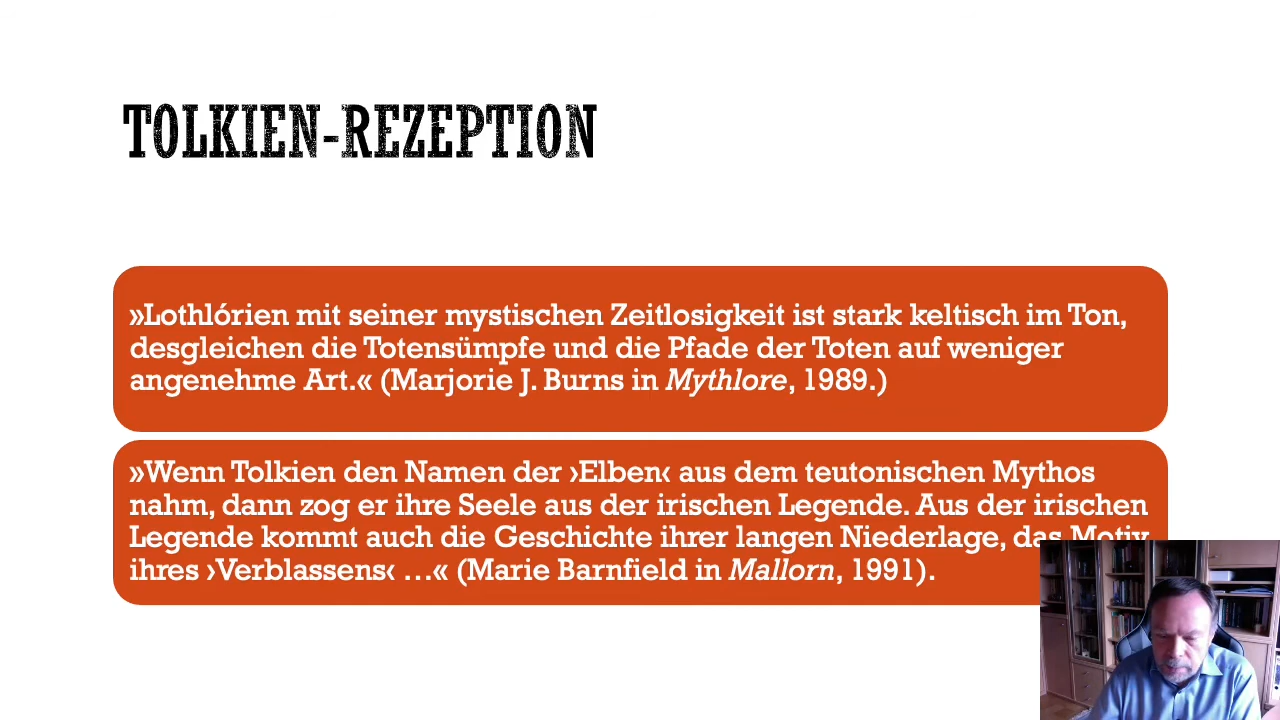 TOLKIEN-REZEPTION
»Lothlórien mit seiner mystischen Zeitlosigkeit ist stark keltisch im Ton,
desgleichen die Totensümpfe und die Pfade der Toten auf weniger
angenehme Art.« (Marjorie J. Burns in Mythlore, 1989.)
»Wenn Tolkien den Namen der ›Elben‹ aus dem teutonischen Mythos
nahm, dann zog er ihre Seele aus der irischen Legende. Aus der irischen
Legende kommt auch die Geschichte ihrer langen Niederlage, das Motiv
ihres ›Verblassens‹ …« (Marie Barnfield in Mallorn, 1991).